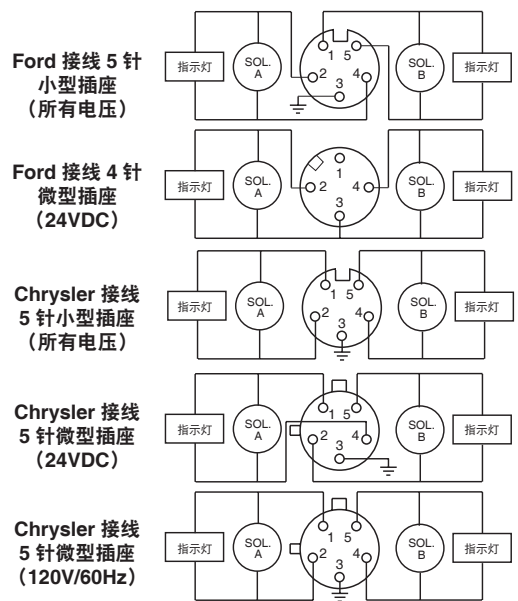 Ford 接线 5 针
小型插座
（所有电压）
指示灯
SOL.
A
1 5
2 4
3
SOL.
B
指示灯
Ford 接线 4 针
微型插座
（24VDC）
指示灯
SOL.
A
1
2 4
3
SOL.
B
指示灯
Chrysler 接线
5 针小型插座
（所有电压）
指示灯
SOL.
A
1 5
2 4
3
SOL.
B
指示灯
Chrysler 接线
5 针微型插座
（24VDC）
指示灯
SOL.
A
1 5
2 4
3
SOL.
B
指示灯
Chrysler 接线
5 针微型插座
（120V/60Hz）
指示灯
SOL.
A
1 5
2 4
3
SOL.
B
指示灯